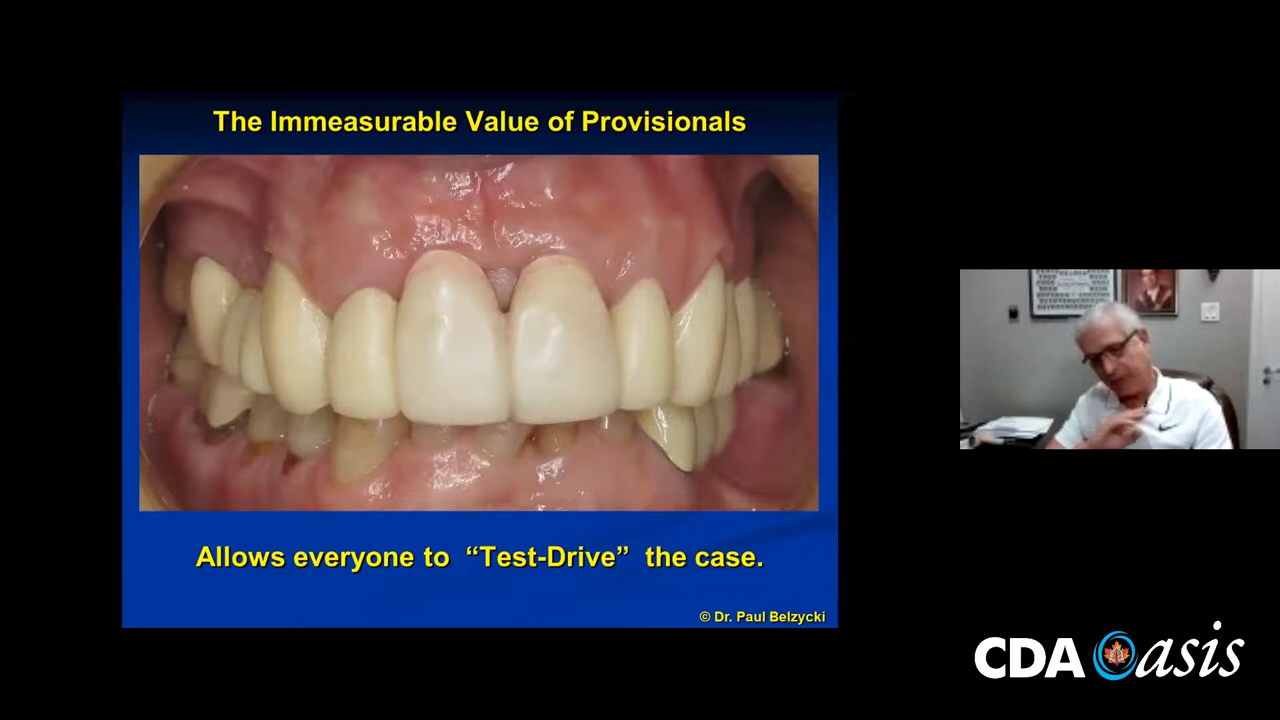 The Immeasurable Value of Provisionals
Allows everyone to “Test-Drive” the case.
© Dr. Paul Belzycki
CDA Oasis